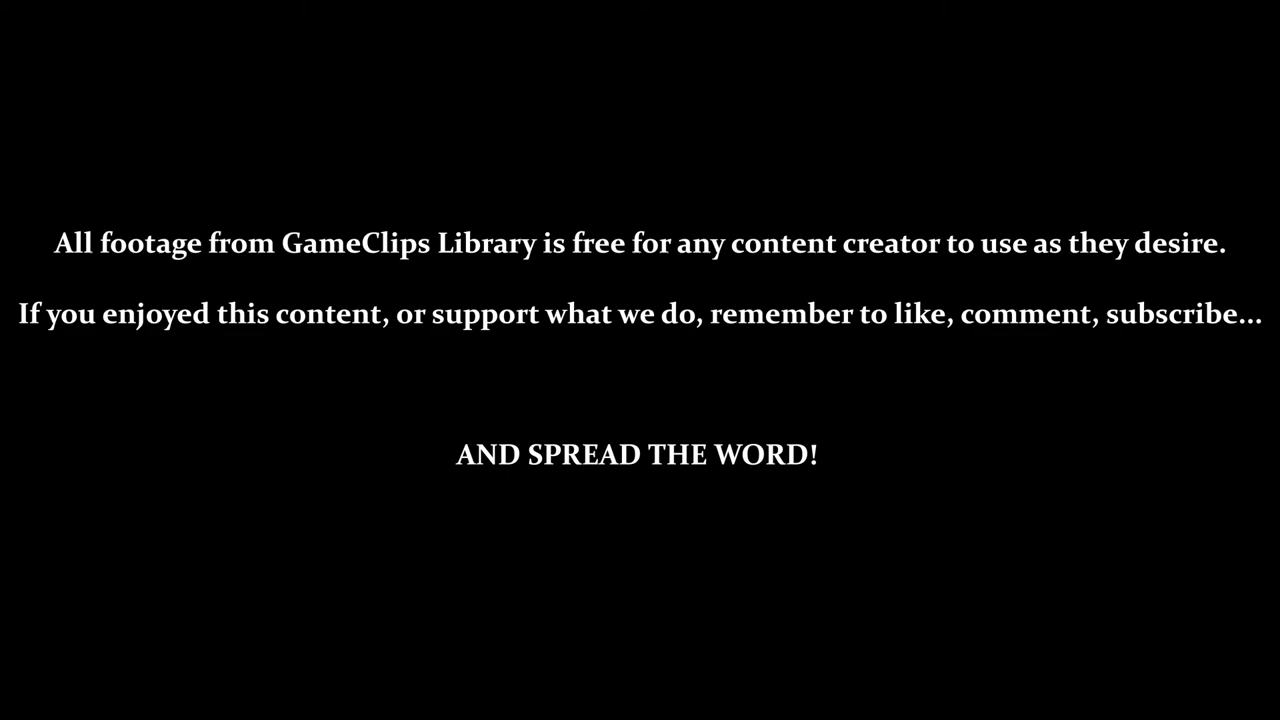 All footage from GameClips Library is free for any content creator to use as they desire.
If you enjoyed this content, or support what we do, remember to like, comment, subscribe...
AND SPREAD THE WORD!